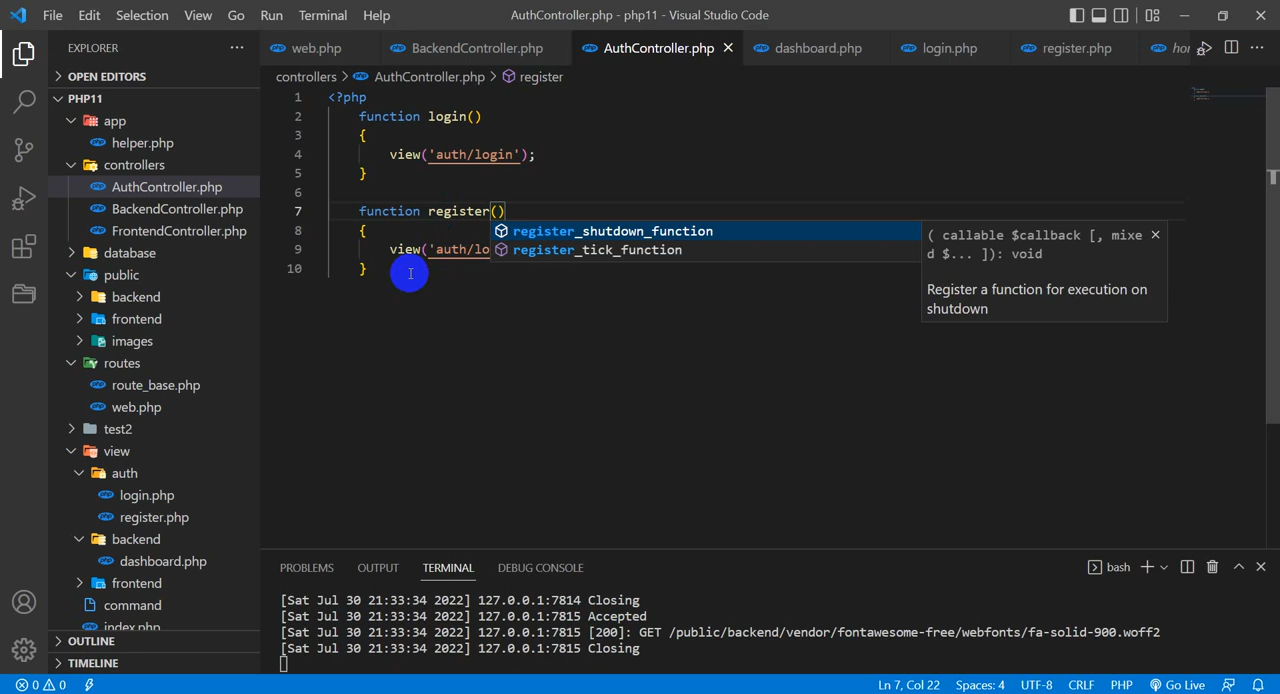 File Edit Selection View Go Run Terminal Help AuthController.php - php11 - Visual Studio Code
EXPLORER
web.php BackendController.php AuthController.php dashboard.php login.php register.php
controllers > AuthController.php > register
OPEN EDITORS
PHP11
app
helper.php
controllers
AuthController.php
BackendController.php
FrontendController.php
database
public
backend
frontend
images
routes
route_base.php
web.php
test2
view
auth
login.php
register.php
backend
dashboard.php
frontend
command
index.php
OUTLINE
TIMELINE
1 <?php
2 function login()
3 {
4 view('auth/login');
5 }
6
7 function register()
8 {
9 view('auth/lo
10 }
register_shutdown_function
register_tick_function
( callable $callback [, mixe
d $... ]): void
Register a function for execution on
shutdown
PROBLEMS OUTPUT TERMINAL DEBUG CONSOLE bash
[Sat Jul 30 21:33:34 2022] 127.0.0.1:7814 Closing
[Sat Jul 30 21:33:34 2022] 127.0.0.1:7815 Accepted
[Sat Jul 30 21:33:34 2022] 127.0.0.1:7815 [200]: GET /public/backend/vendor/fontawesome-free/webfonts/fa-solid-900.woff2
[Sat Jul 30 21:33:34 2022] 127.0.0.1:7815 Closing
0 0 Ln 7, Col 22 Spaces: 4 UTF-8 CRLF PHP Go Live